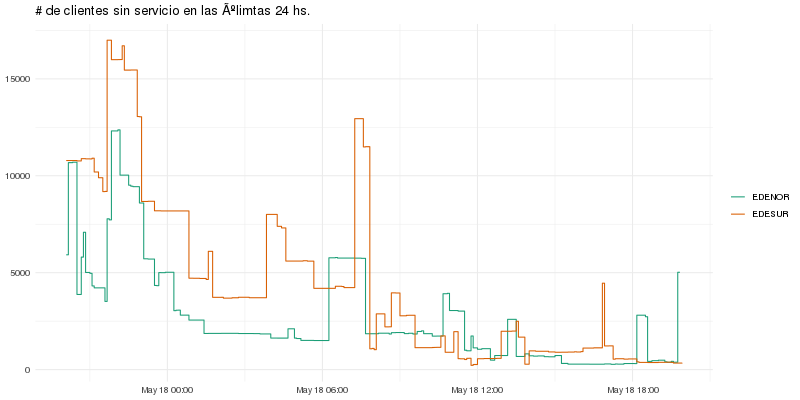 # de clientes sin servicio en las Ãºlimtas 24 hs.
15000
10000
5000
0
May 18 00:00
May 18 06:00
May 18 12:00
May 18 18:00
EDENOR
EDESUR